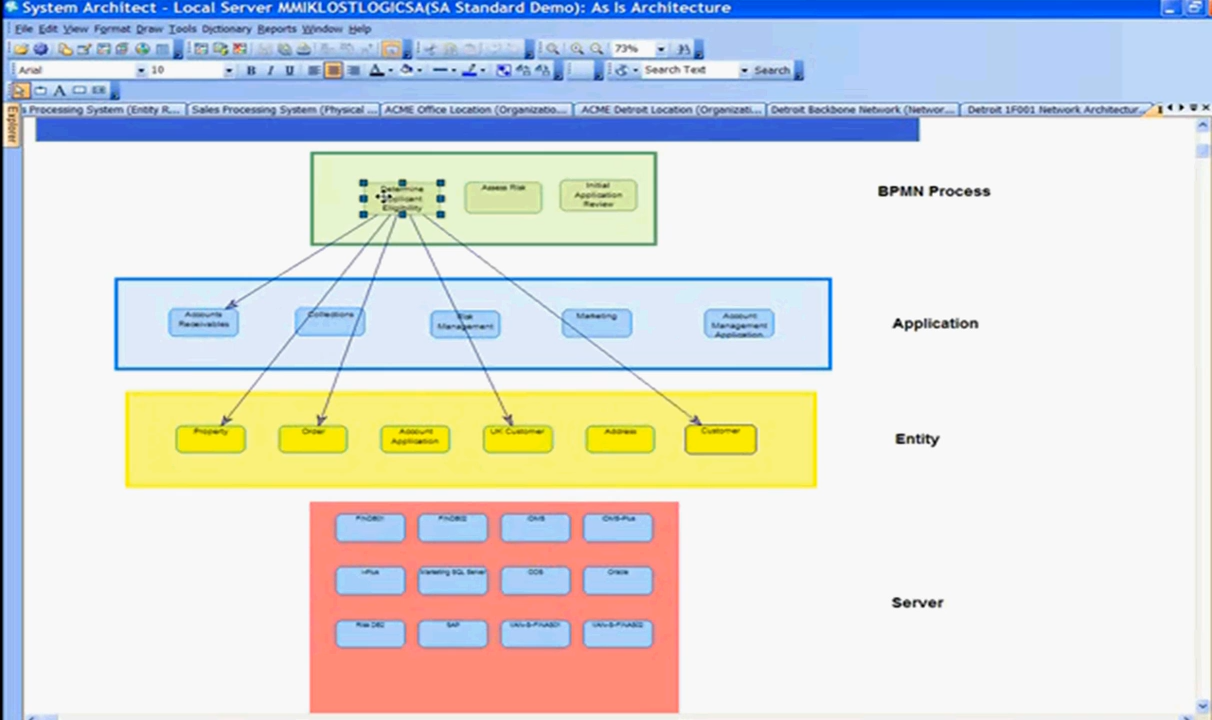 System Architect - Local Server MMIKLOSTLOGICSA(SA Standard Demo): As Is Architecture
File Edit View Format Draw Tools Dictionary Reports Window Help
73%
Arial 10 B I U A Search Text Search
A
Explorer
s Processing System (Entity R... Sales Processing System (Physical ... ACME Office Location (Organizatio... ACME Detroit Location (Organizati... Detroit Backbone Network (Networ... Detroit 1F001 Network Architectur...
BPMN Process
Determine
Applicant
Eligibility
Assess Risk
Initial
Application
Review
Application
Accounts
Receivables
Collections
Risk
Management
Marketing
Account
Management
Application
Entity
Property
Order
Account
Application
UK Customer
Address
Customer
Server
Marketing SQL Server
Oracle
SAP